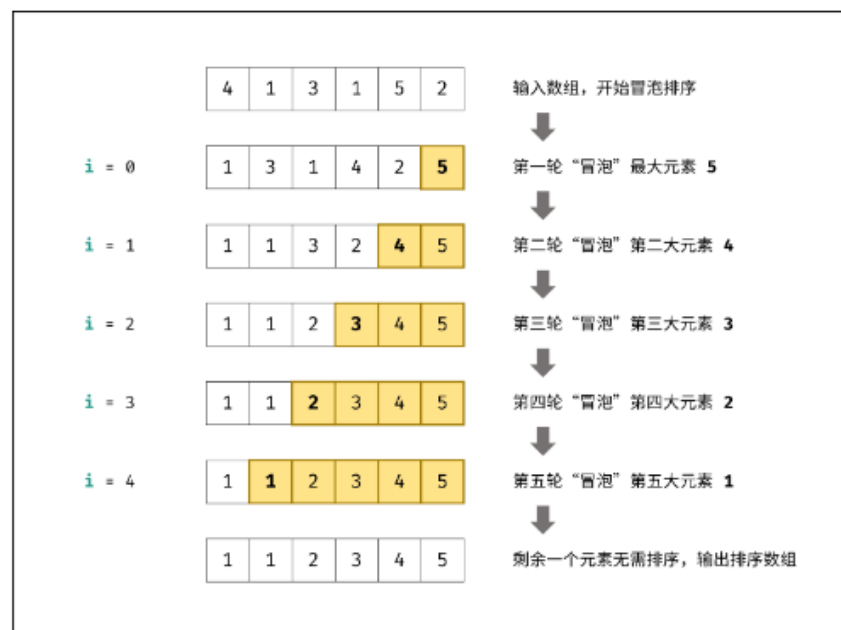 4 1 3 1 5 2 输入数组，开始冒泡排序
i = 0 1 3 1 4 2 5 第一轮“冒泡”最大元素 5
i = 1 1 1 3 2 4 5 第二轮“冒泡”第二大元素 4
i = 2 1 1 2 3 4 5 第三轮“冒泡”第三大元素 3
i = 3 1 1 2 3 4 5 第四轮“冒泡”第四大元素 2
i = 4 1 1 2 3 4 5 第五轮“冒泡”第五大元素 1
1 1 2 3 4 5 剩余一个元素无需排序，输出排序数组